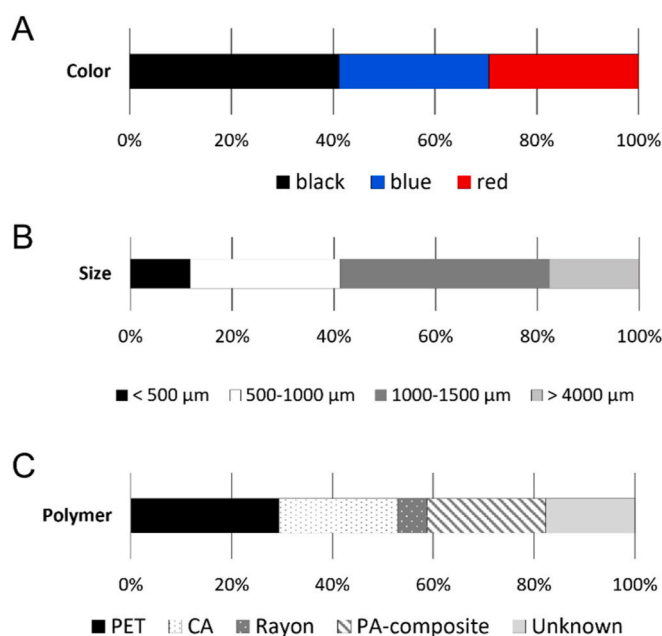 A
Color
0% 20% 40% 60% 80% 100%
black blue red
B
Size
0% 20% 40% 60% 80% 100%
< 500 µm 500-1000 µm 1000-1500 µm > 4000 µm
C
Polymer
0% 20% 40% 60% 80% 100%
PET CA Rayon PA-composite Unknown